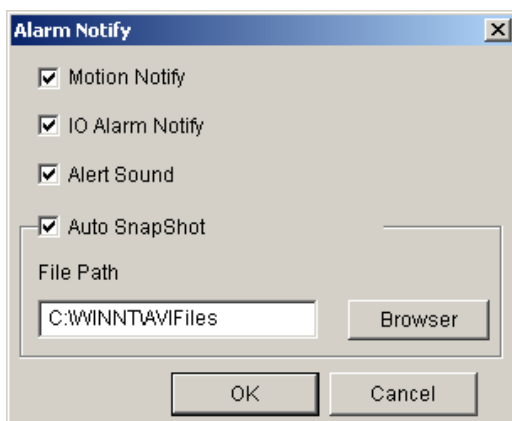 Alarm Notify
Motion Notify
IO Alarm Notify
Alert Sound
Auto SnapShot
File Path
C:\WINNT\AVIFiles
Browser
OK
Cancel